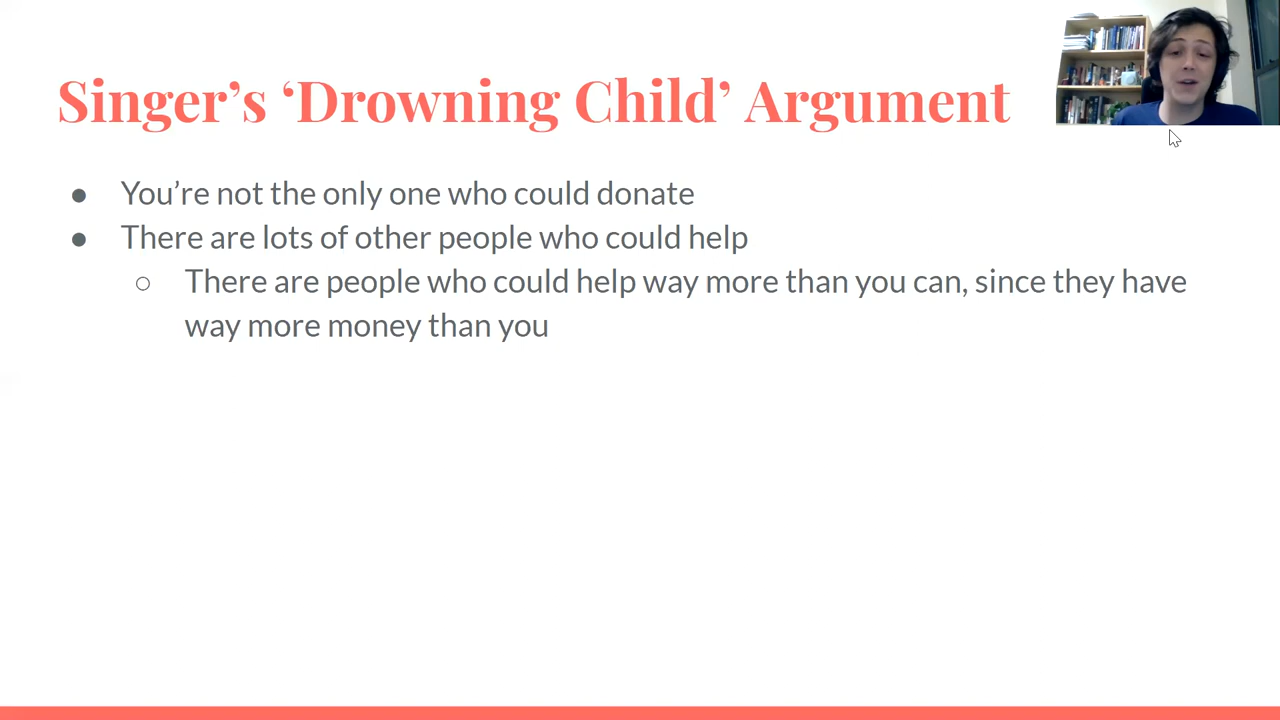 Singer’s ‘Drowning Child’ Argument
● You’re not the only one who could donate
● There are lots of other people who could help
○ There are people who could help way more than you can, since they have
way more money than you